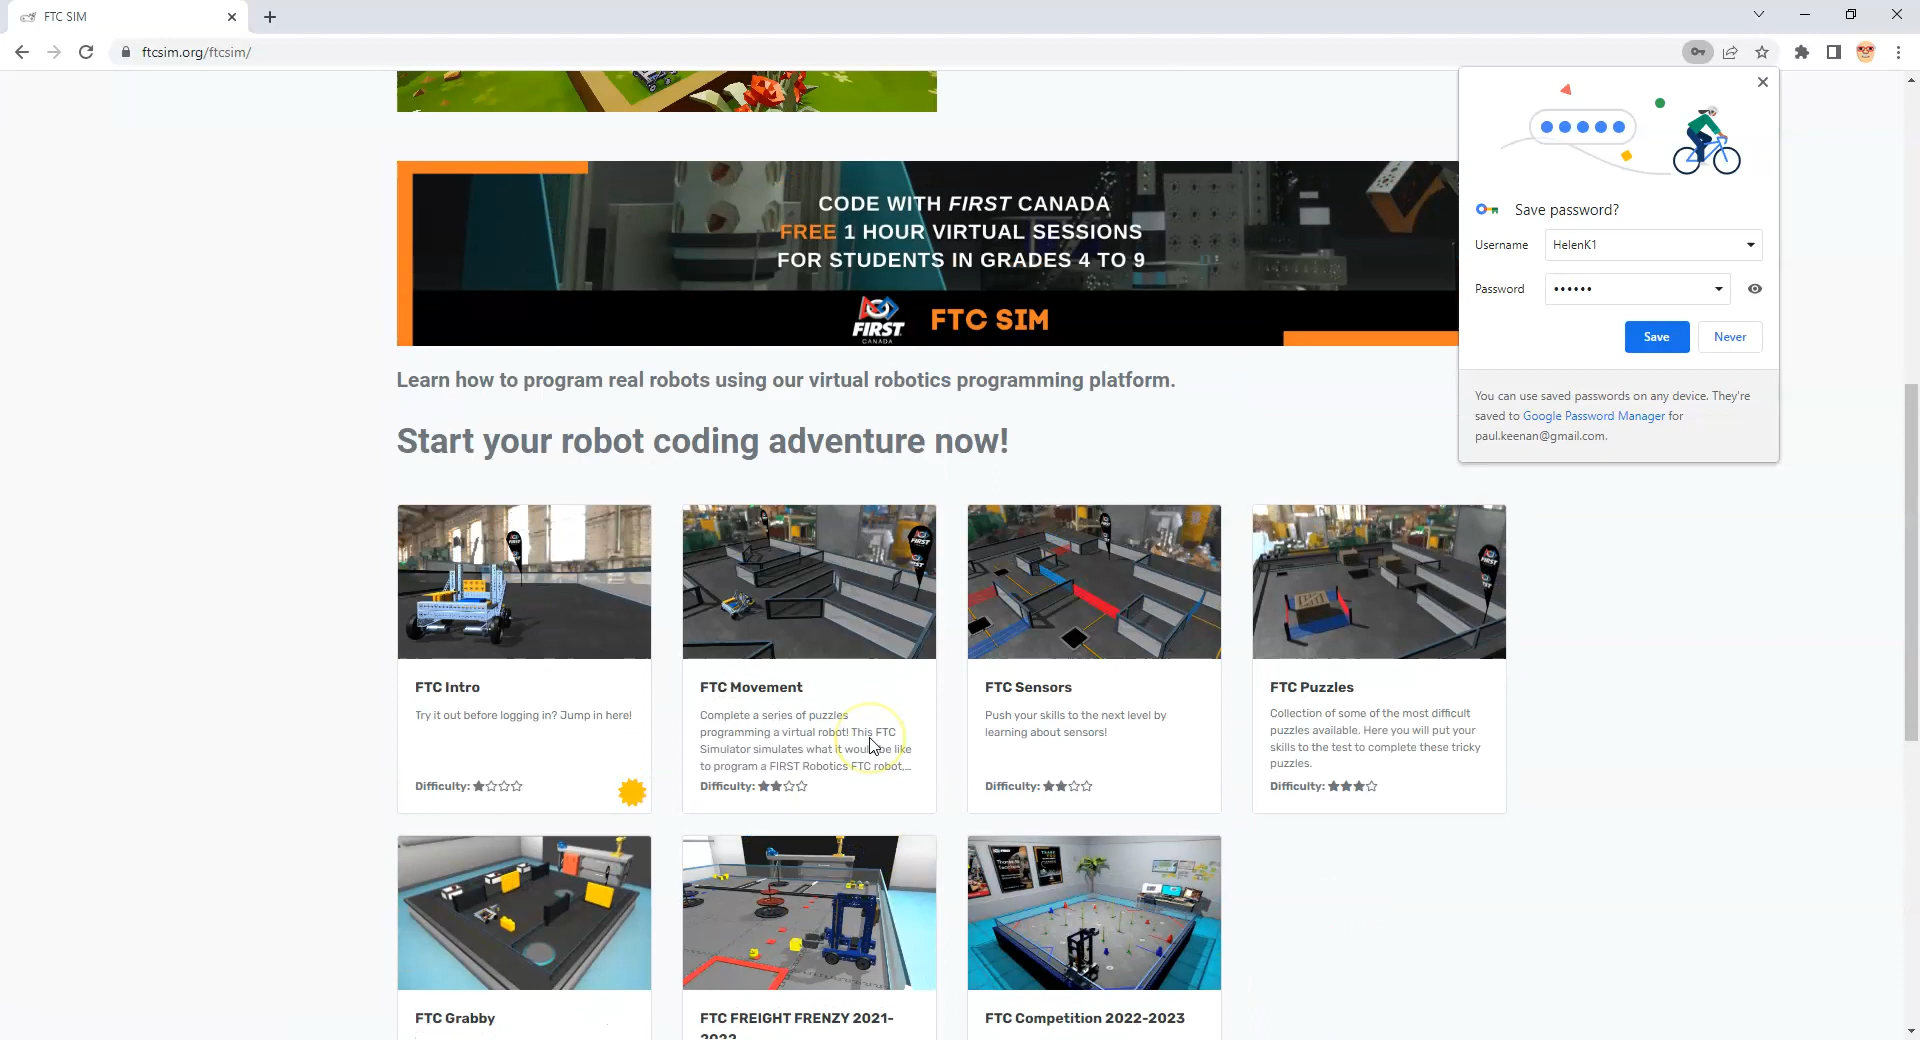 FTC SIM
ftcsim.org/ftcsim/
Save password?
Username
HelenK1
Password
••••••
Save
Never
You can use saved passwords on any device. They're
saved to Google Password Manager for
paul.keenan@gmail.com.
CODE WITH FIRST CANADA
FREE 1 HOUR VIRTUAL SESSIONS
FOR STUDENTS IN GRADES 4 TO 9
FIRST
CANADA
FTC SIM
Learn how to program real robots using our virtual robotics programming platform.
Start your robot coding adventure now!
FIRST
FIRST
FIRST
FTC Intro
Try it out before logging in? Jump in here!
Difficulty:
FTC Movement
Complete a series of puzzles
programming a virtual robot! This FTC
Simulator simulates what it would be like
to program a FIRST Robotics FTC robot,...
Difficulty:
FTC Sensors
Push your skills to the next level by
learning about sensors!
Difficulty:
FTC Puzzles
Collection of some of the most difficult
puzzles available. Here you will put your
skills to the test to complete these tricky
puzzles.
Difficulty:
FTC Grabby
FTC FREIGHT FRENZY 2021-
2022
FTC Competition 2022-2023